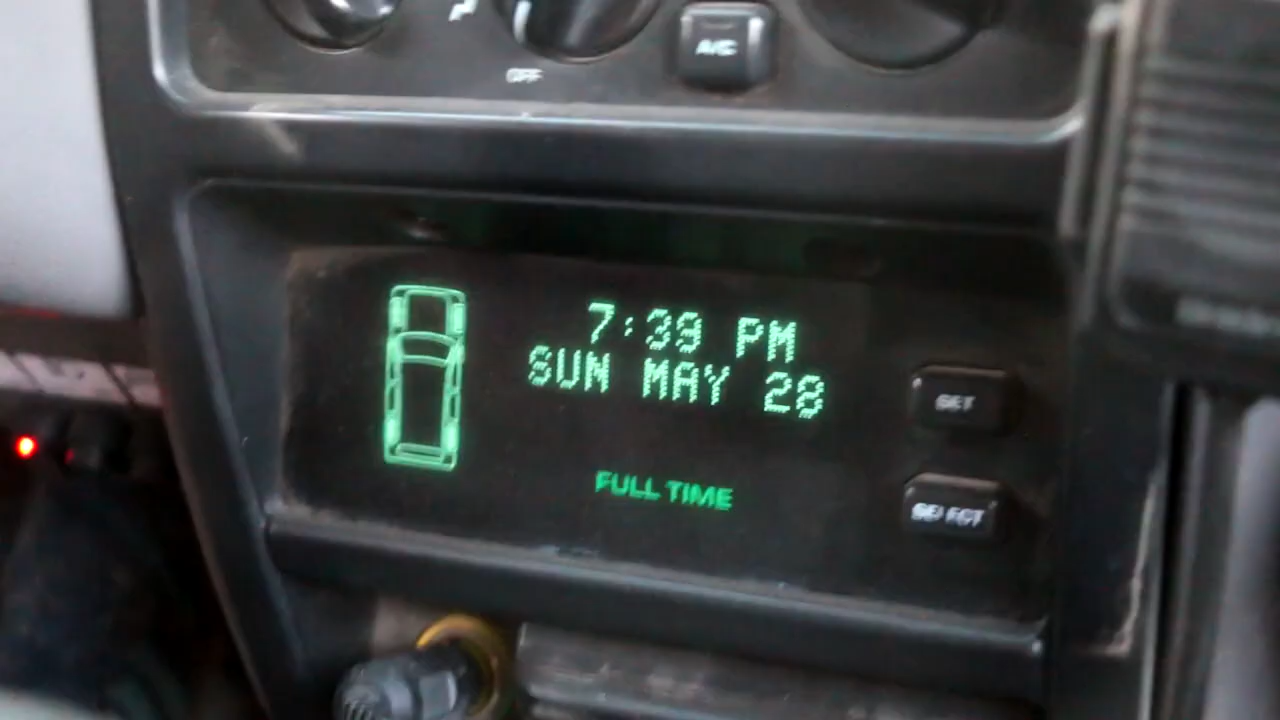 A/C
OFF
7:39 PM
SUN MAY 28
FULL TIME
SET
SELECT